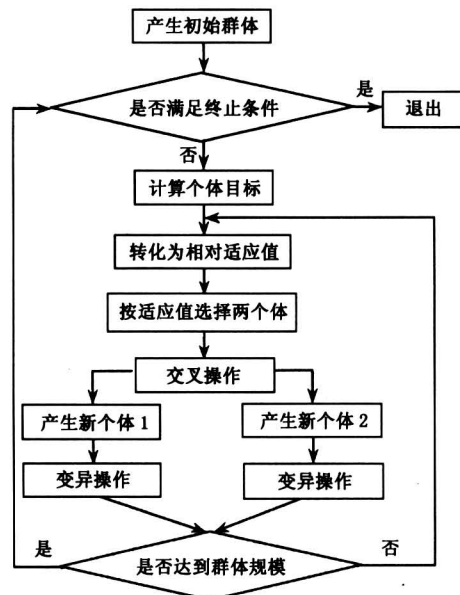 产生初始群体
是否满足终止条件
是
退出
否
计算个体目标
转化为相对适应值
按适应值选择两个体
交叉操作
产生新个体1
产生新个体2
变异操作
变异操作
是
是否达到群体规模
否